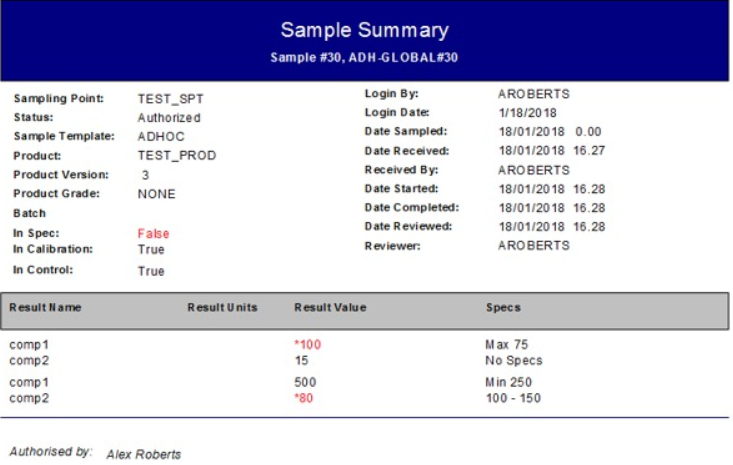 Sample Summary
Sample #30, ADH-GLOBAL#30
Sampling Point: TEST_SPT
Status: Authorized
Sample Template: ADHOC
Product: TEST_PROD
Product Version: 3
Product Grade: NONE
Batch
In Spec: False
In Calibration: True
In Control: True
Login By: AROBERTS
Login Date: 1/18/2018
Date Sampled: 18/01/2018 0.00
Date Received: 18/01/2018 16.27
Received By: AROBERTS
Date Started: 18/01/2018 16.28
Date Completed: 18/01/2018 16.28
Date Reviewed: 18/01/2018 16.28
Reviewer: AROBERTS
Result Name Result Units Result Value Specs
comp1 *100 Max 75
comp2 15 No Specs
comp1 500 Min 250
comp2 *80 100 - 150
Authorised by: Alex Roberts